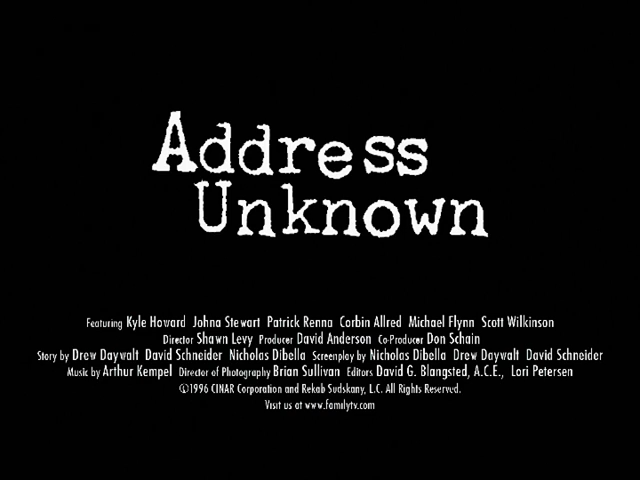 Address
Unknown
Featuring Kyle Howard Johna Stewart Patrick Renna Corbin Allred Michael Flynn Scott Wilkinson
Director Shawn Levy Producer David Anderson Co-Producer Don Schain
Story by Drew Daywalt David Schneider Nicholas Dibella Screenplay by Nicholas Dibella Drew Daywalt David Schneider
Music by Arthur Kempel Director of Photography Brian Sullivan Editors David G. Blangsted, A.C.E., Lori Petersen
©1996 CINAR Corporation and Rekab Sudskany, L.C. All Rights Reserved.
Visit us at www.familytv.com